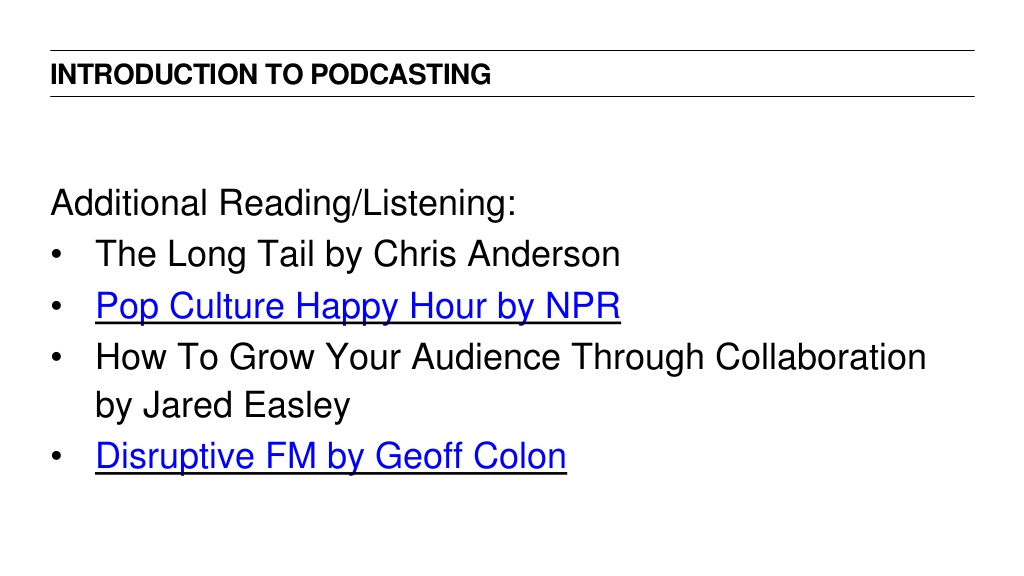 INTRODUCTION TO PODCASTING
Additional Reading/Listening:
• The Long Tail by Chris Anderson
• Pop Culture Happy Hour by NPR
• How To Grow Your Audience Through Collaboration
by Jared Easley
• Disruptive FM by Geoff Colon